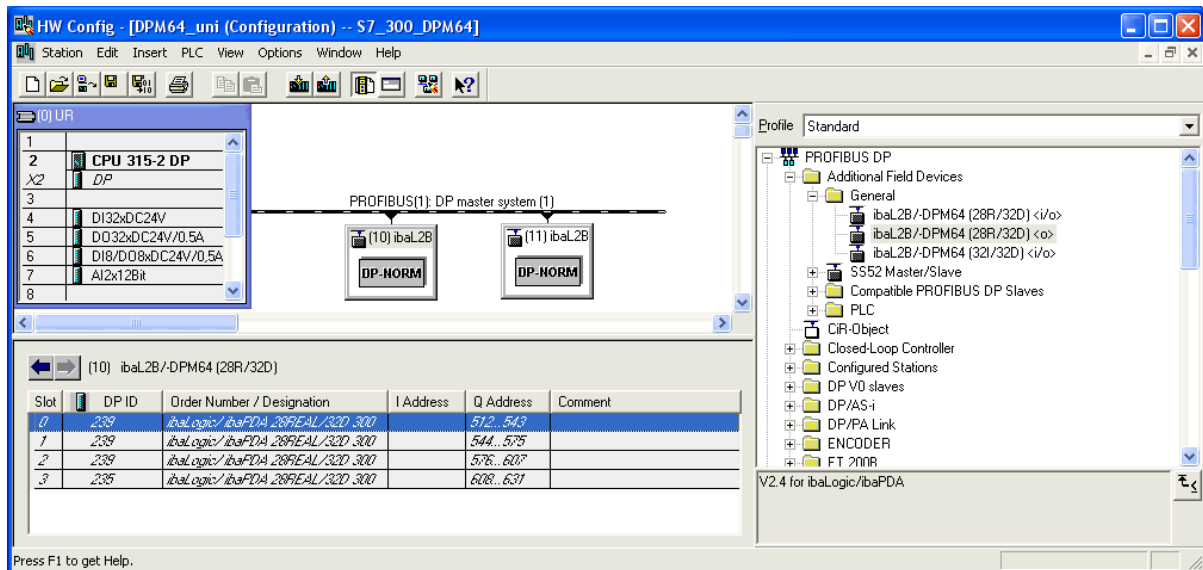 HW Config - [DPM64_uni (Configuration) -- S7_300_DPM64]
Station Edit Insert PLC View Options Window Help
(0) UR
1
2 CPU 315-2 DP
X2 DP
3
4 DI32xDC24V
5 DO32xDC24V/0.5A
6 DI8/DO8xDC24V/0,5A
7 AI2x12Bit
8
PROFIBUS(1): DP master system (1)
(10) ibaL2B
DP-NORM
(11) ibaL2B
DP-NORM
(10) ibaL2B/-DPM64 (28R/32D)
Slot DP ID Order Number / Designation I Address Q Address Comment
0 239 ibaLogic/ibaPDA 28REAL/32D 300 512...543
1 239 ibaLogic/ibaPDA 28REAL/32D 300 544...575
2 239 ibaLogic/ibaPDA 28REAL/32D 300 576...607
3 235 ibaLogic/ibaPDA 28REAL/32D 300 608...631
Profile Standard
PROFIBUS DP
Additional Field Devices
General
ibaL2B/-DPM64 (28R/32D) <i/o>
ibaL2B/-DPM64 (28R/32D) <o>
ibaL2B/-DPM64 (32I/32D) <i/o>
SS52 Master/Slave
Compatible PROFIBUS DP Slaves
PLC
CiR-Object
Closed-Loop Controller
Configured Stations
DP V0 slaves
DP/AS-i
DP/PA Link
ENCODER
ET 200B
V2.4 for ibaLogic/ibaPDA
Press F1 to get Help.